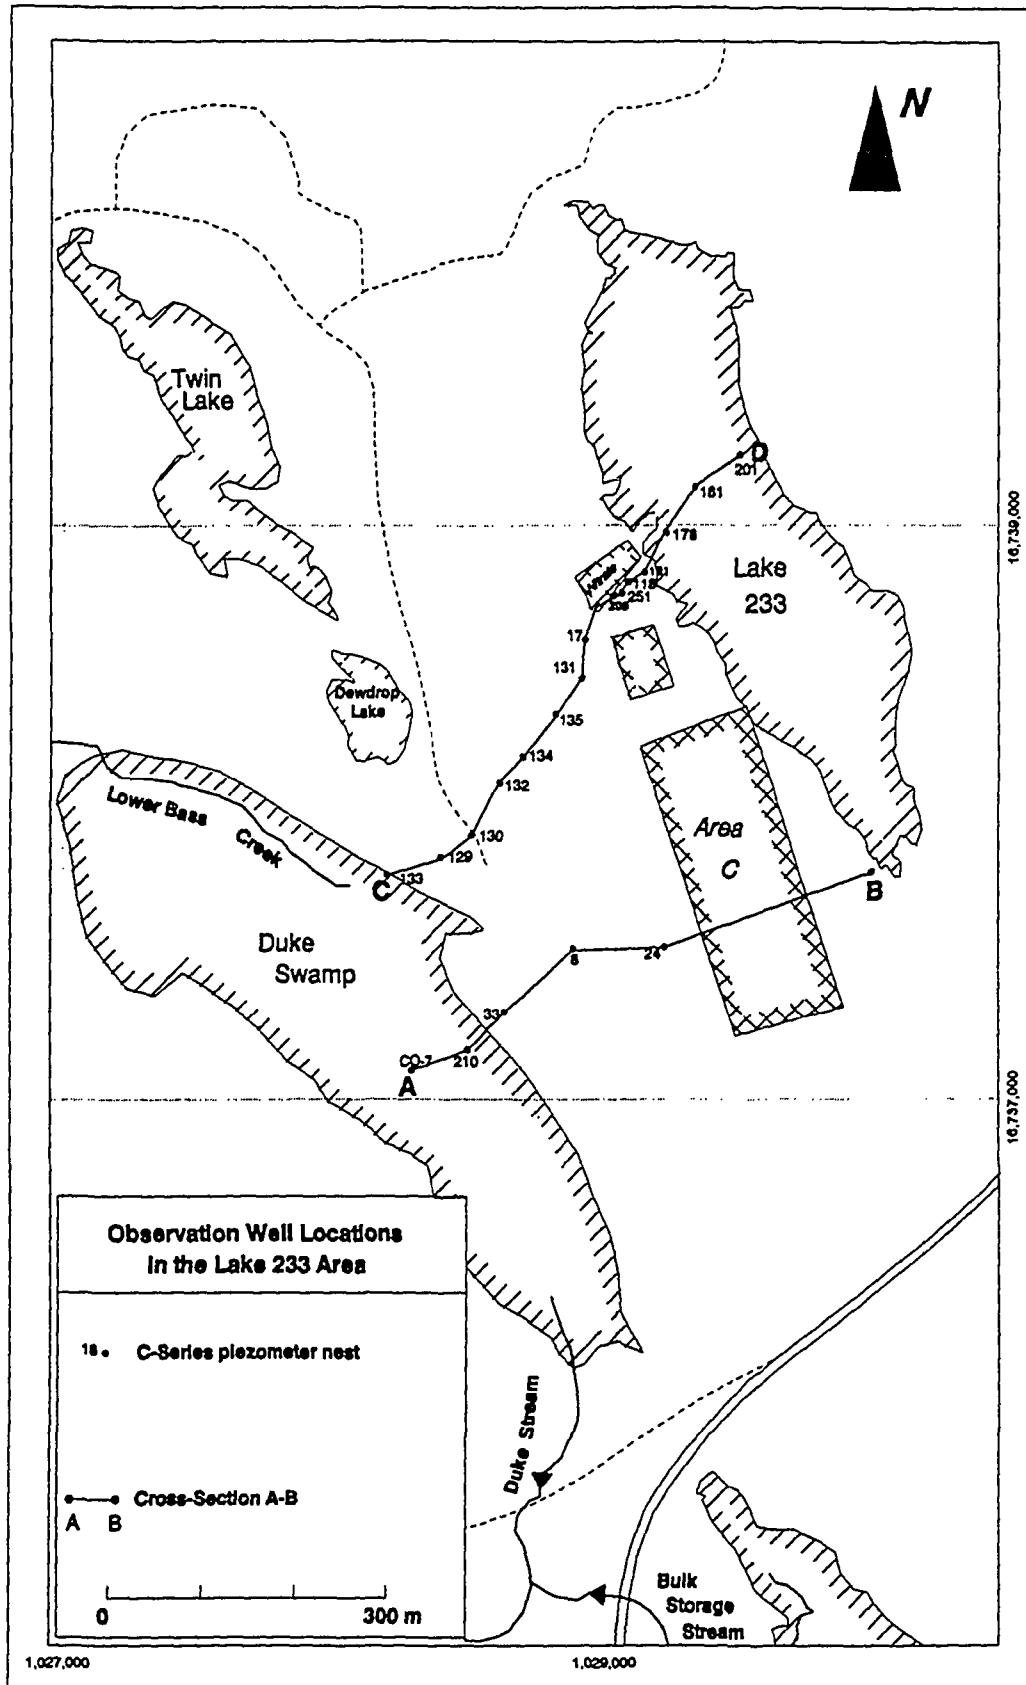 N
Twin
Lake
D
201
181
16,739,000
178
Lake
233
121
118
251
17
131
Dewdrop
Lake
135
134
132
Lower Bass
Creek
130
129
133
C
Area
C
B
Duke
Swamp
8
24
33
CO-7
210
A
16,737,000
Observation Well Locations
in the Lake 233 Area
18
C-Series piezometer nest
Duke Stream
Cross-Section A-B
A B
0 300 m
Bulk
Storage
Stream
1,027,000
1,029,000